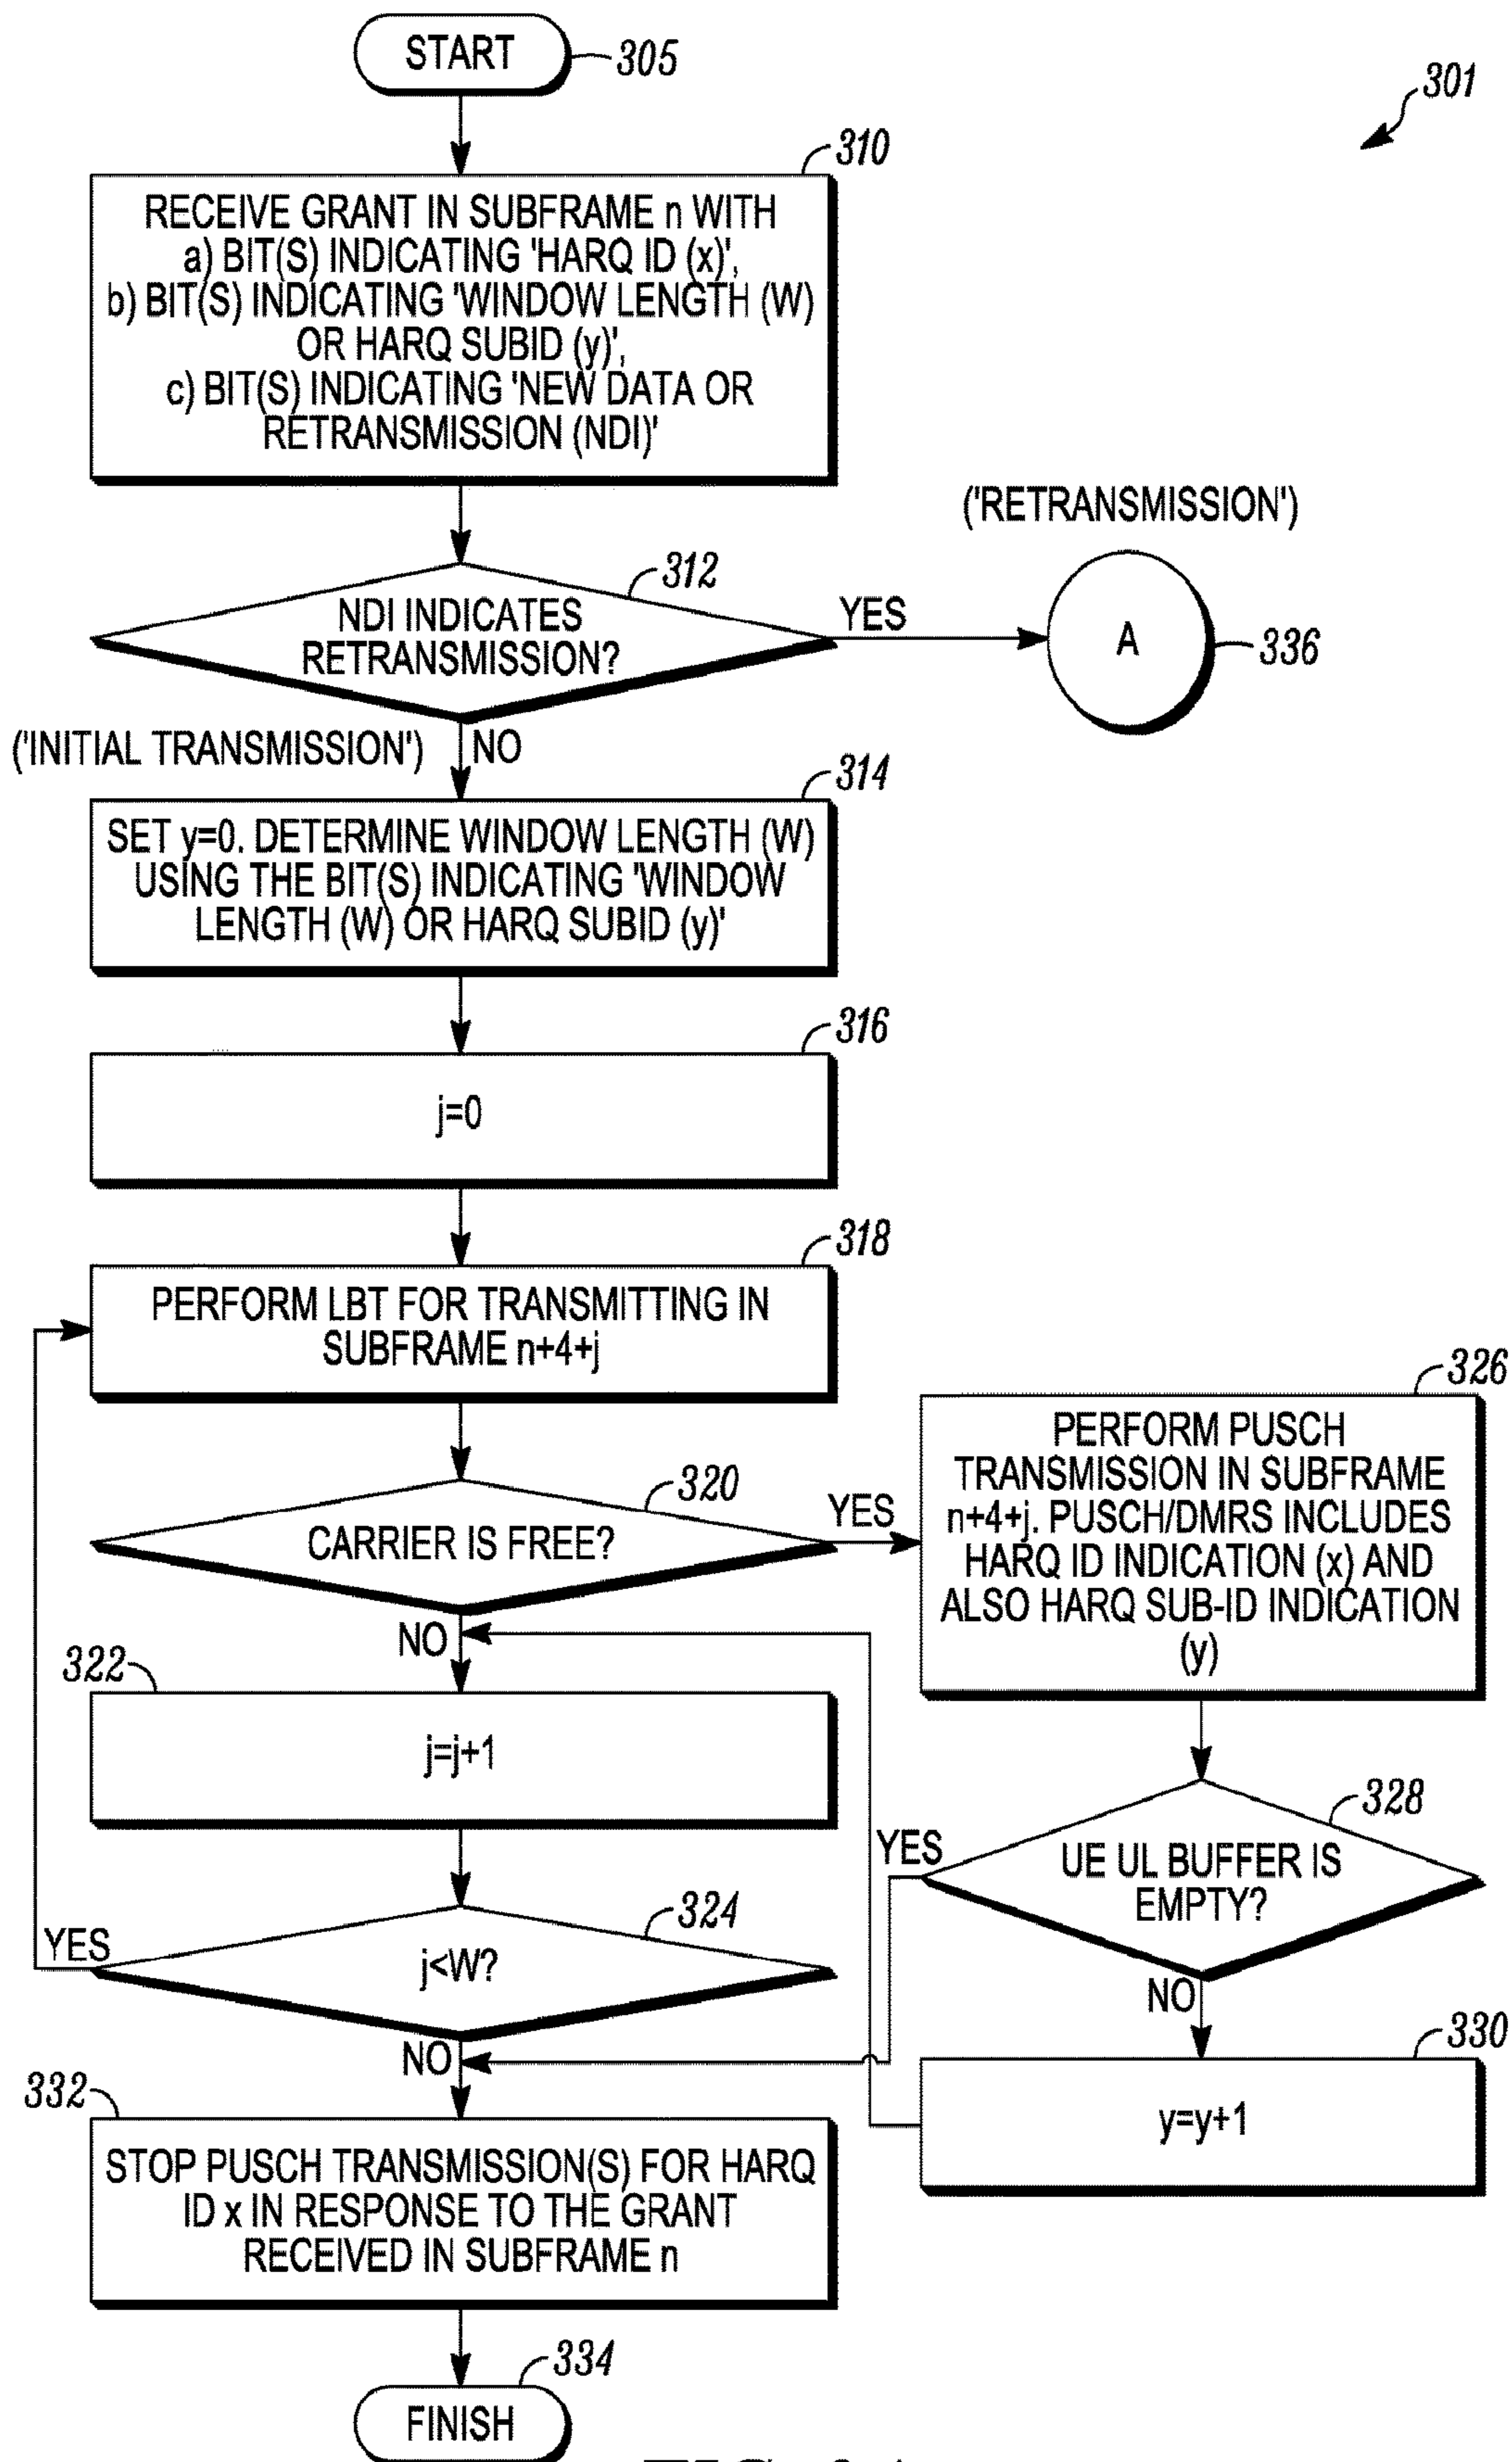 START
305
301
310
RECEIVE GRANT IN SUBFRAME n WITH
a) BIT(S) INDICATING 'HARQ ID (x)',
b) BIT(S) INDICATING 'WINDOW LENGTH (W)
OR HARQ SUBID (y)',
c) BIT(S) INDICATING 'NEW DATA OR
RETRANSMISSION (NDI)'
('RETRANSMISSION')
312
NDI INDICATES
RETRANSMISSION?
YES
A
336
('INITIAL TRANSMISSION')
NO
314
SET y=0. DETERMINE WINDOW LENGTH (W)
USING THE BIT(S) INDICATING 'WINDOW
LENGTH (W) OR HARQ SUBID (y)'
316
j=0
318
PERFORM LBT FOR TRANSMITTING IN
SUBFRAME n+4+j
320
CARRIER IS FREE?
YES
326
PERFORM PUSCH
TRANSMISSION IN SUBFRAME
n+4+j. PUSCH/DMRS INCLUDES
HARQ ID INDICATION (x) AND
ALSO HARQ SUB-ID INDICATION
(y)
NO
322
j=j+1
328
UE UL BUFFER IS
EMPTY?
YES
NO
324
j<W?
YES
NO
330
y=y+1
332
STOP PUSCH TRANSMISSION(S) FOR HARQ
ID x IN RESPONSE TO THE GRANT
RECEIVED IN SUBFRAME n
334
FINISH